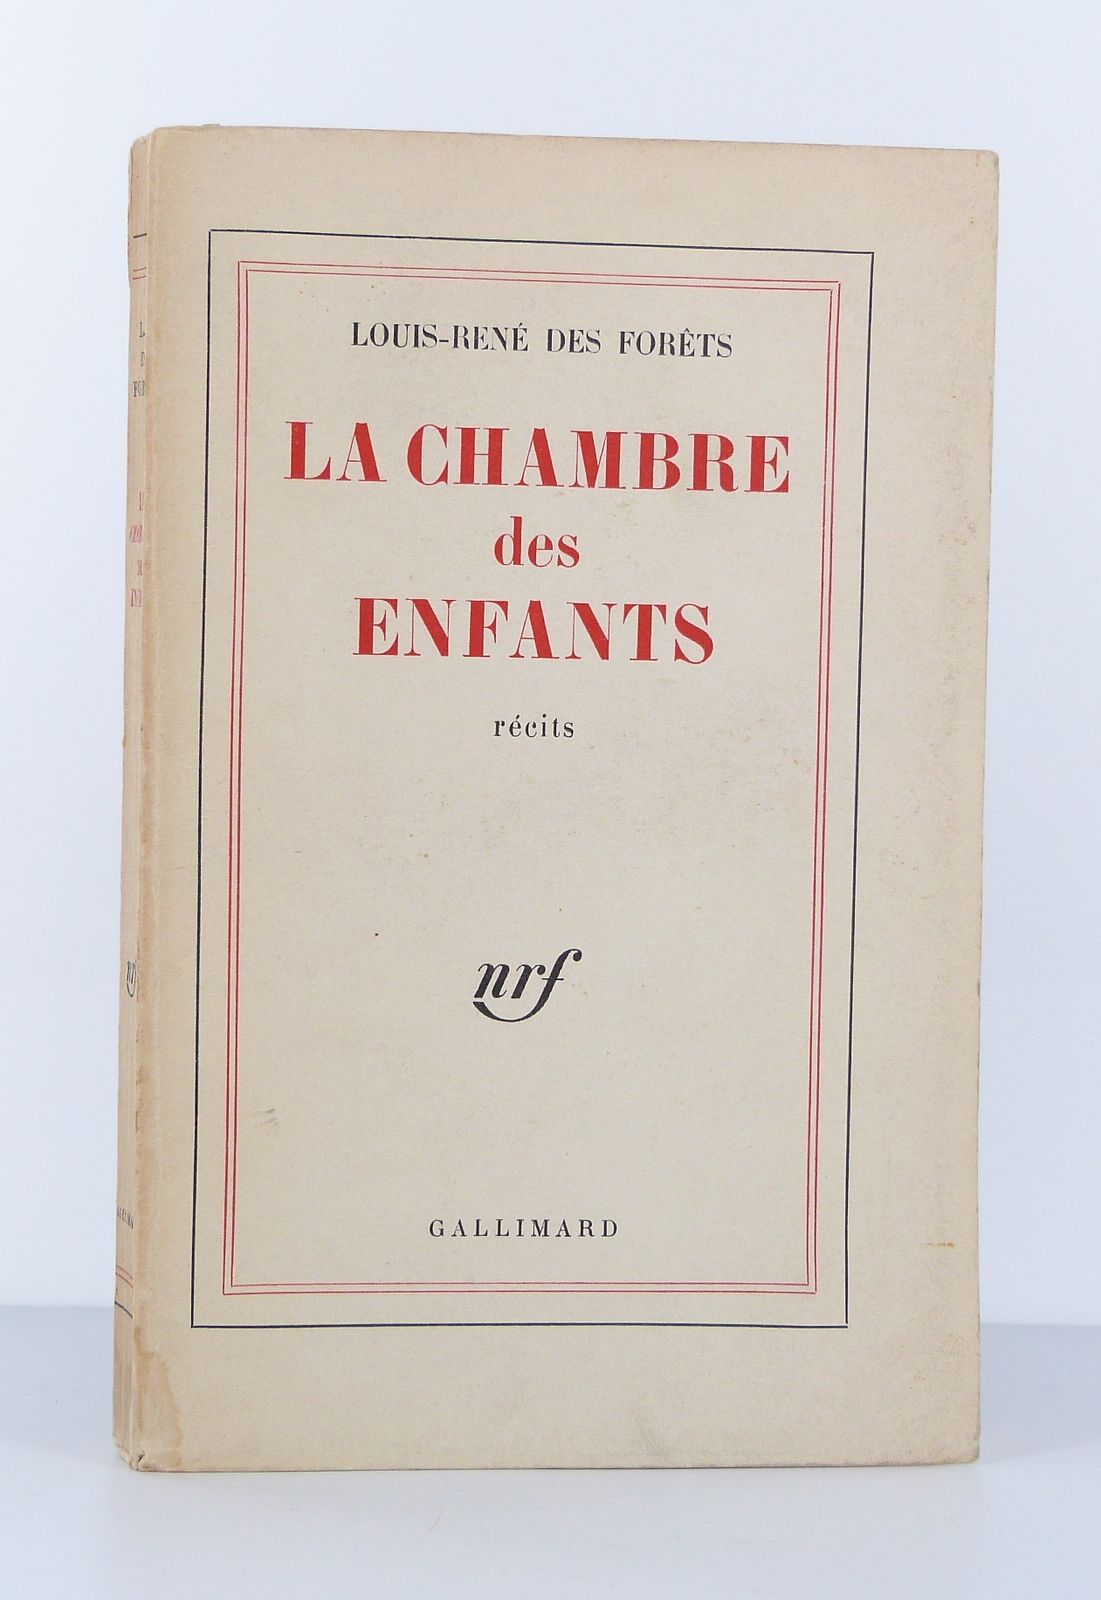 LOUIS-RENÉ DES FORÊTS
LA CHAMBRE
des
ENFANTS
récits
nrf
GALLIMARD